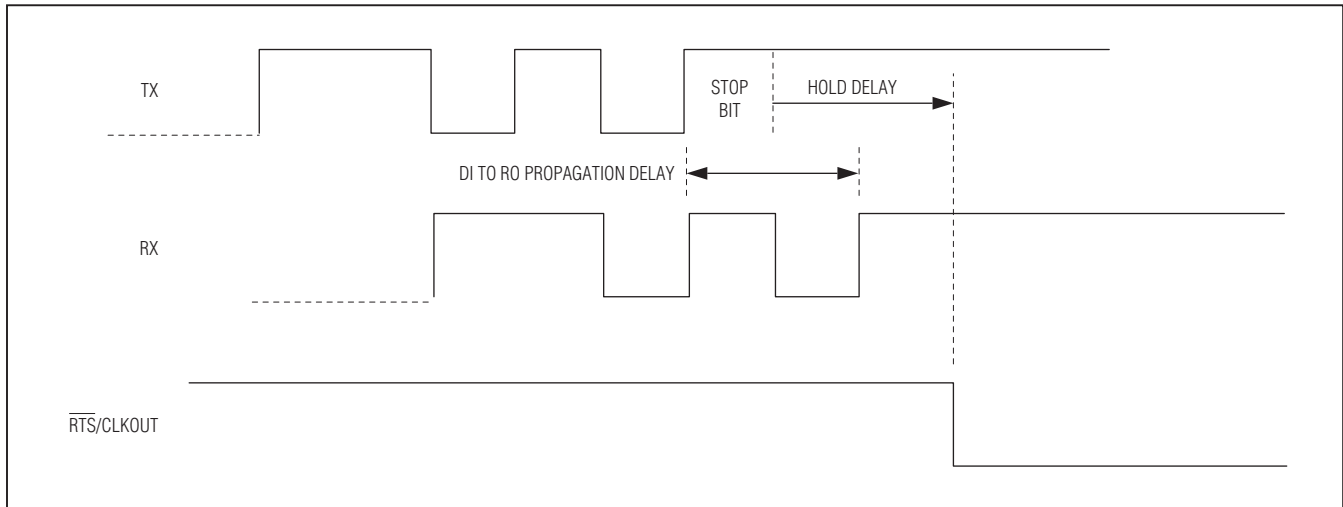 TX
STOP
BIT
HOLD DELAY
DI TO RO PROPAGATION DELAY
RX
RTS/CLKOUT